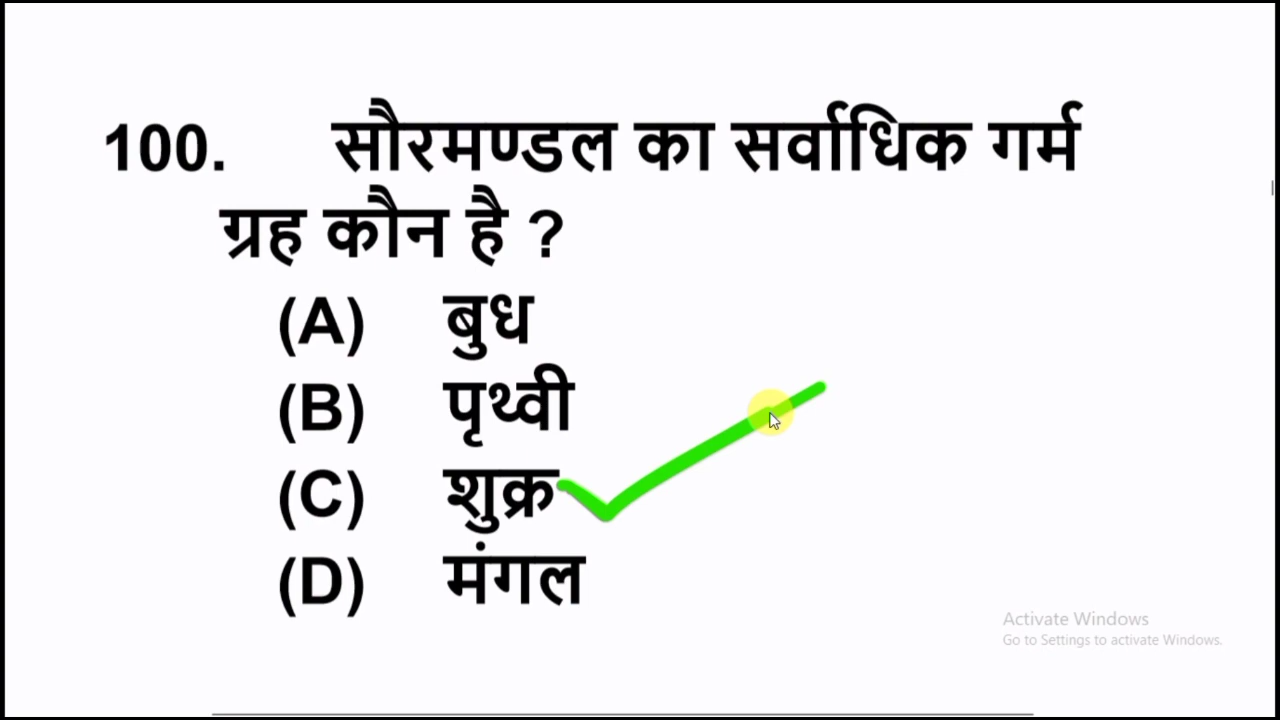 100. सौरमण्डल का सर्वाधिक गर्म
ग्रह कौन है ?
(A) बुध
(B) पृथ्वी
(C) शुक्र
(D) मंगल
Activate Windows
Go to Settings to activate Windows.